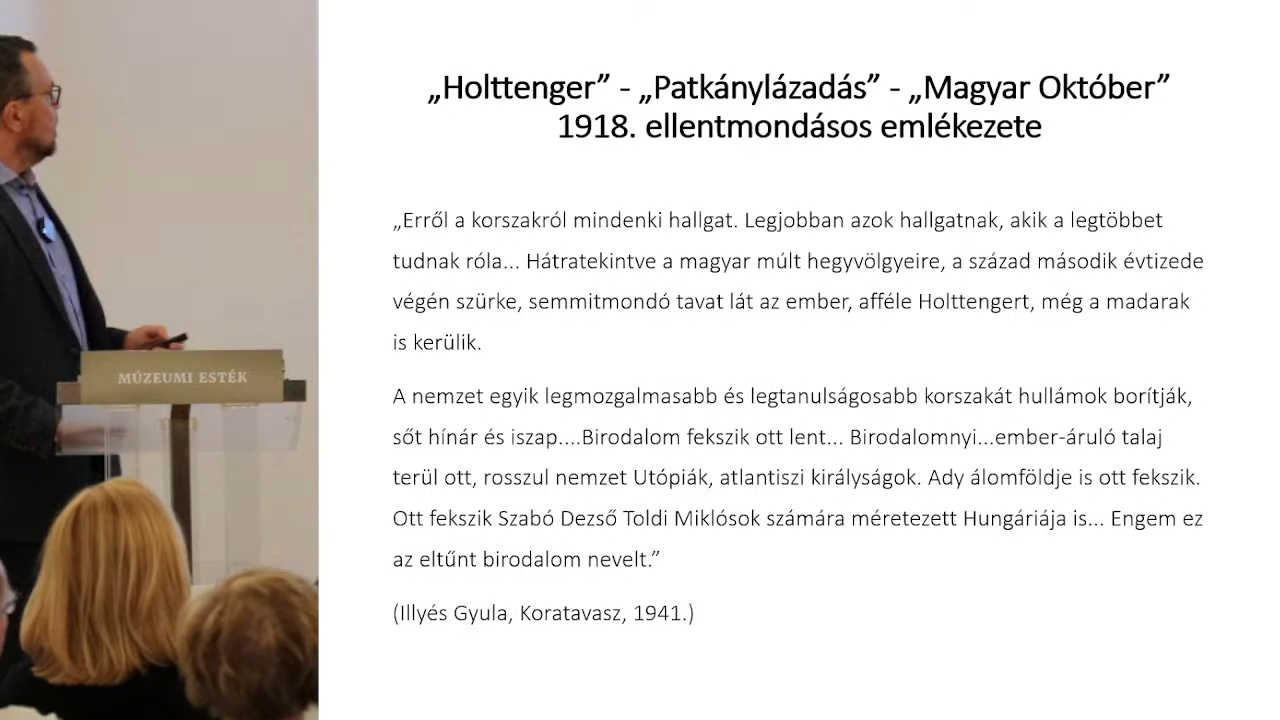 „Holttenger” - „Patkánylázadás” - „Magyar Október”
1918. ellentmondásos emlékezete
„Erről a korszakról mindenki hallgat. Legjobban azok hallgatnak, akik a legtöbbet
tudnak róla... Hátratekintve a magyar múlt hegyvölgyeire, a század második évtizede
végén szürke, semmitmondó tavat lát az ember, afféle Holttengert, még a madarak
is kerülik.
A nemzet egyik legmozgalmasabb és legtanulságosabb korszakát hullámok borítják,
sőt hínár és iszap....Birodalom fekszik ott lent... Birodalomnyi...ember-áruló talaj
terül ott, rosszul nemzet Utópiák, atlantiszi királyságok. Ady álomföldje is ott fekszik.
Ott fekszik Szabó Dezső Toldi Miklósok számára méretezett Hungáriája is... Engem ez
az eltűnt birodalom nevelt.”
(Illyés Gyula, Koratavasz, 1941.)
MÚZEUMI ESTÉK